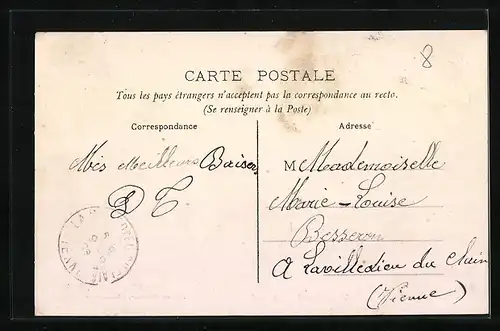 8
CARTE POSTALE
Tous les pays étrangers n'acceptent pas la correspondance au recto.
(Se renseigner à la Poste)
Correspondance
Adresse
Mes Meilleurs Baisers
D T
M Mademoiselle
Marie-Louise
Besseron
A Lavilledieu du Clain
(Vienne)